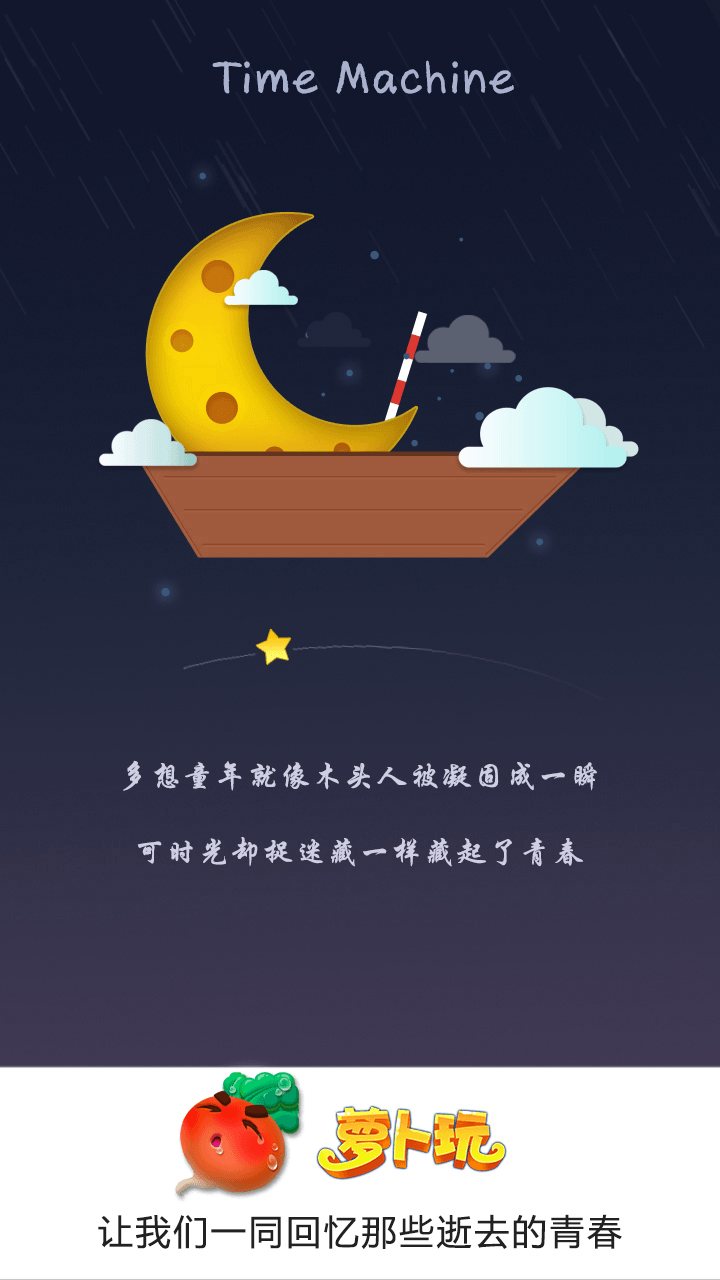 Time Machine
多想童年就像木头人被凝固成一瞬
可时光却捉迷藏一样藏起了青春
萝卜玩
让我们一同回忆那些逝去的青春